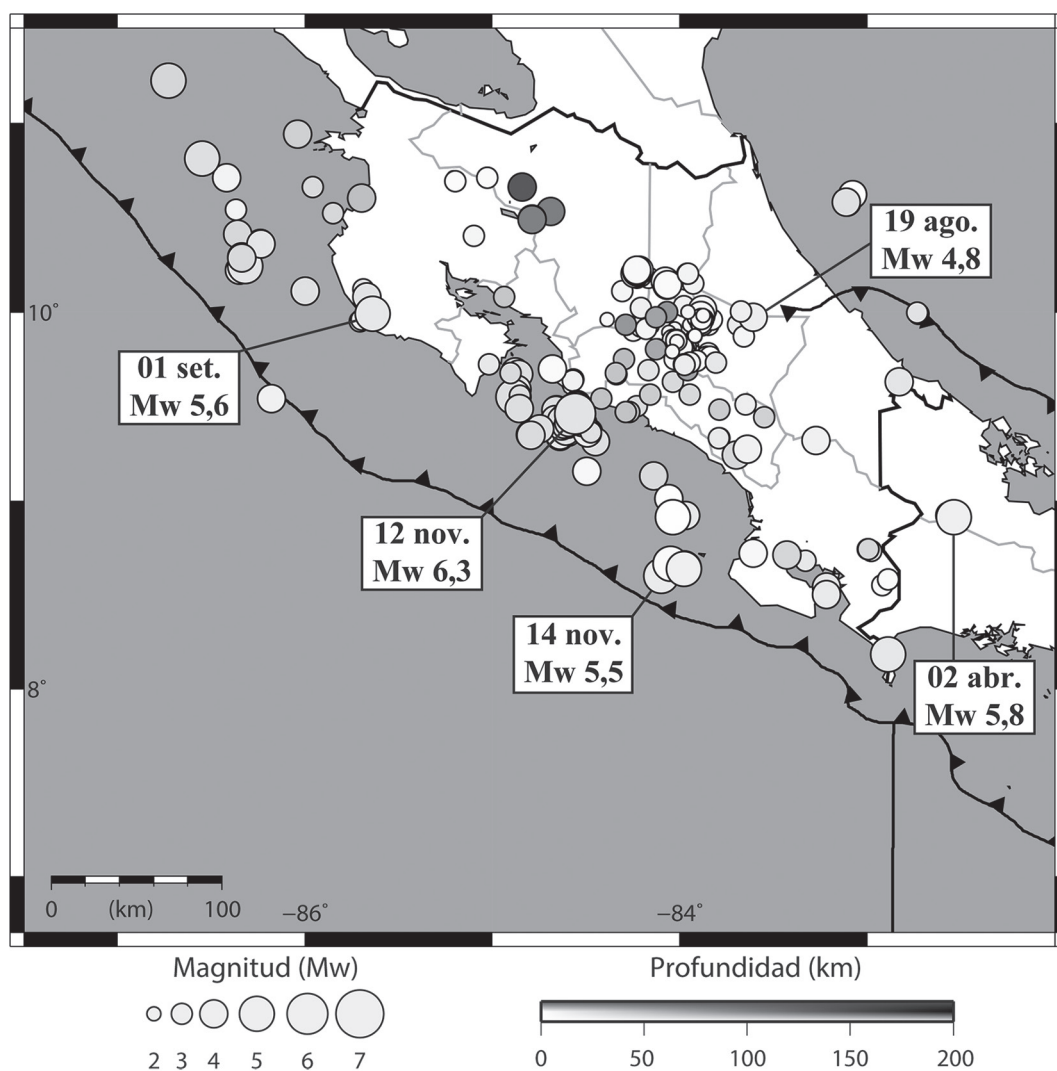 19 ago.
Mw 4,8
10°
01 set.
Mw 5,6
12 nov.
Mw 6,3
14 nov.
Mw 5,5
02 abr.
Mw 5,8
8°
0 (km) 100
−86° −84°
Magnitud (Mw)
2 3 4 5 6 7
Profundidad (km)
0 50 100 150 200